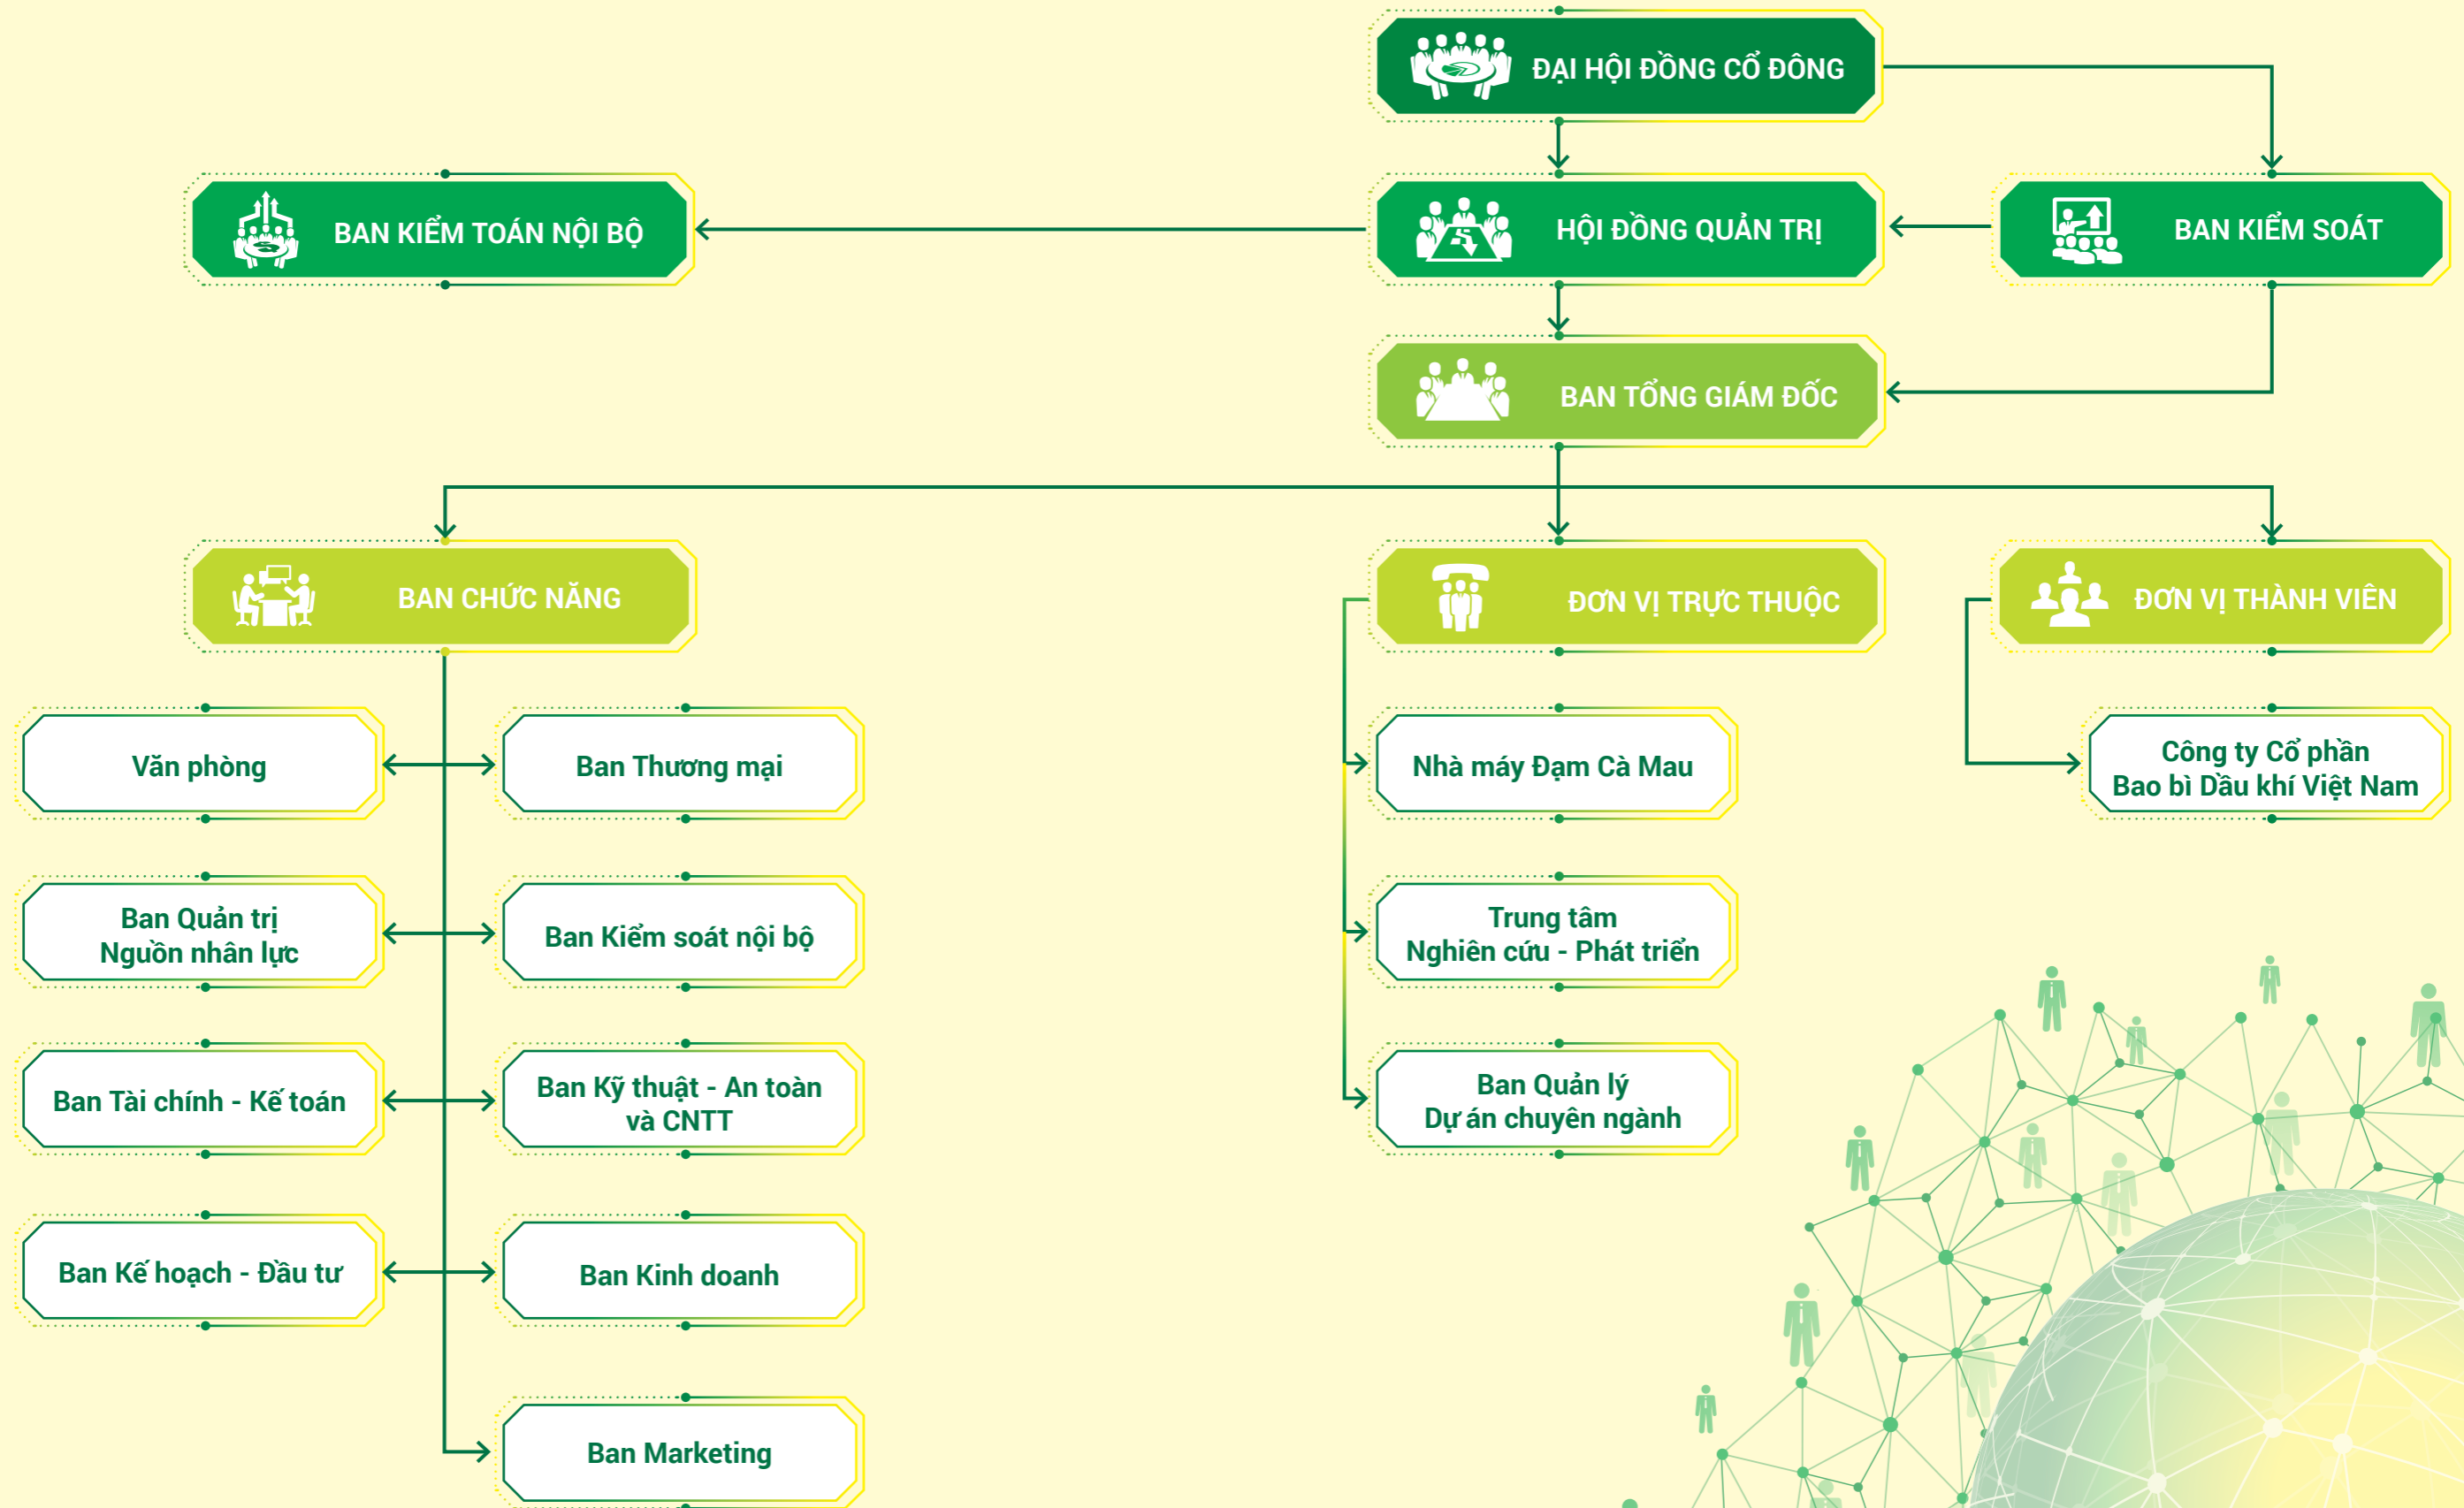 ĐẠI HỘI ĐỒNG CỔ ĐÔNG
BAN KIỂM TOÁN NỘI BỘ
HỘI ĐỒNG QUẢN TRỊ
BAN KIỂM SOÁT
BAN TỔNG GIÁM ĐỐC
BAN CHỨC NĂNG
ĐƠN VỊ TRỰC THUỘC
ĐƠN VỊ THÀNH VIÊN
Văn phòng
Ban Thương mại
Nhà máy Đạm Cà Mau
Công ty Cổ phần
Bao bì Dầu khí Việt Nam
Ban Quản trị
Nguồn nhân lực
Ban Kiểm soát nội bộ
Trung tâm
Nghiên cứu - Phát triển
Ban Tài chính - Kế toán
Ban Kỹ thuật - An toàn
và CNTT
Ban Quản lý
Dự án chuyên ngành
Ban Kế hoạch - Đầu tư
Ban Kinh doanh
Ban Marketing